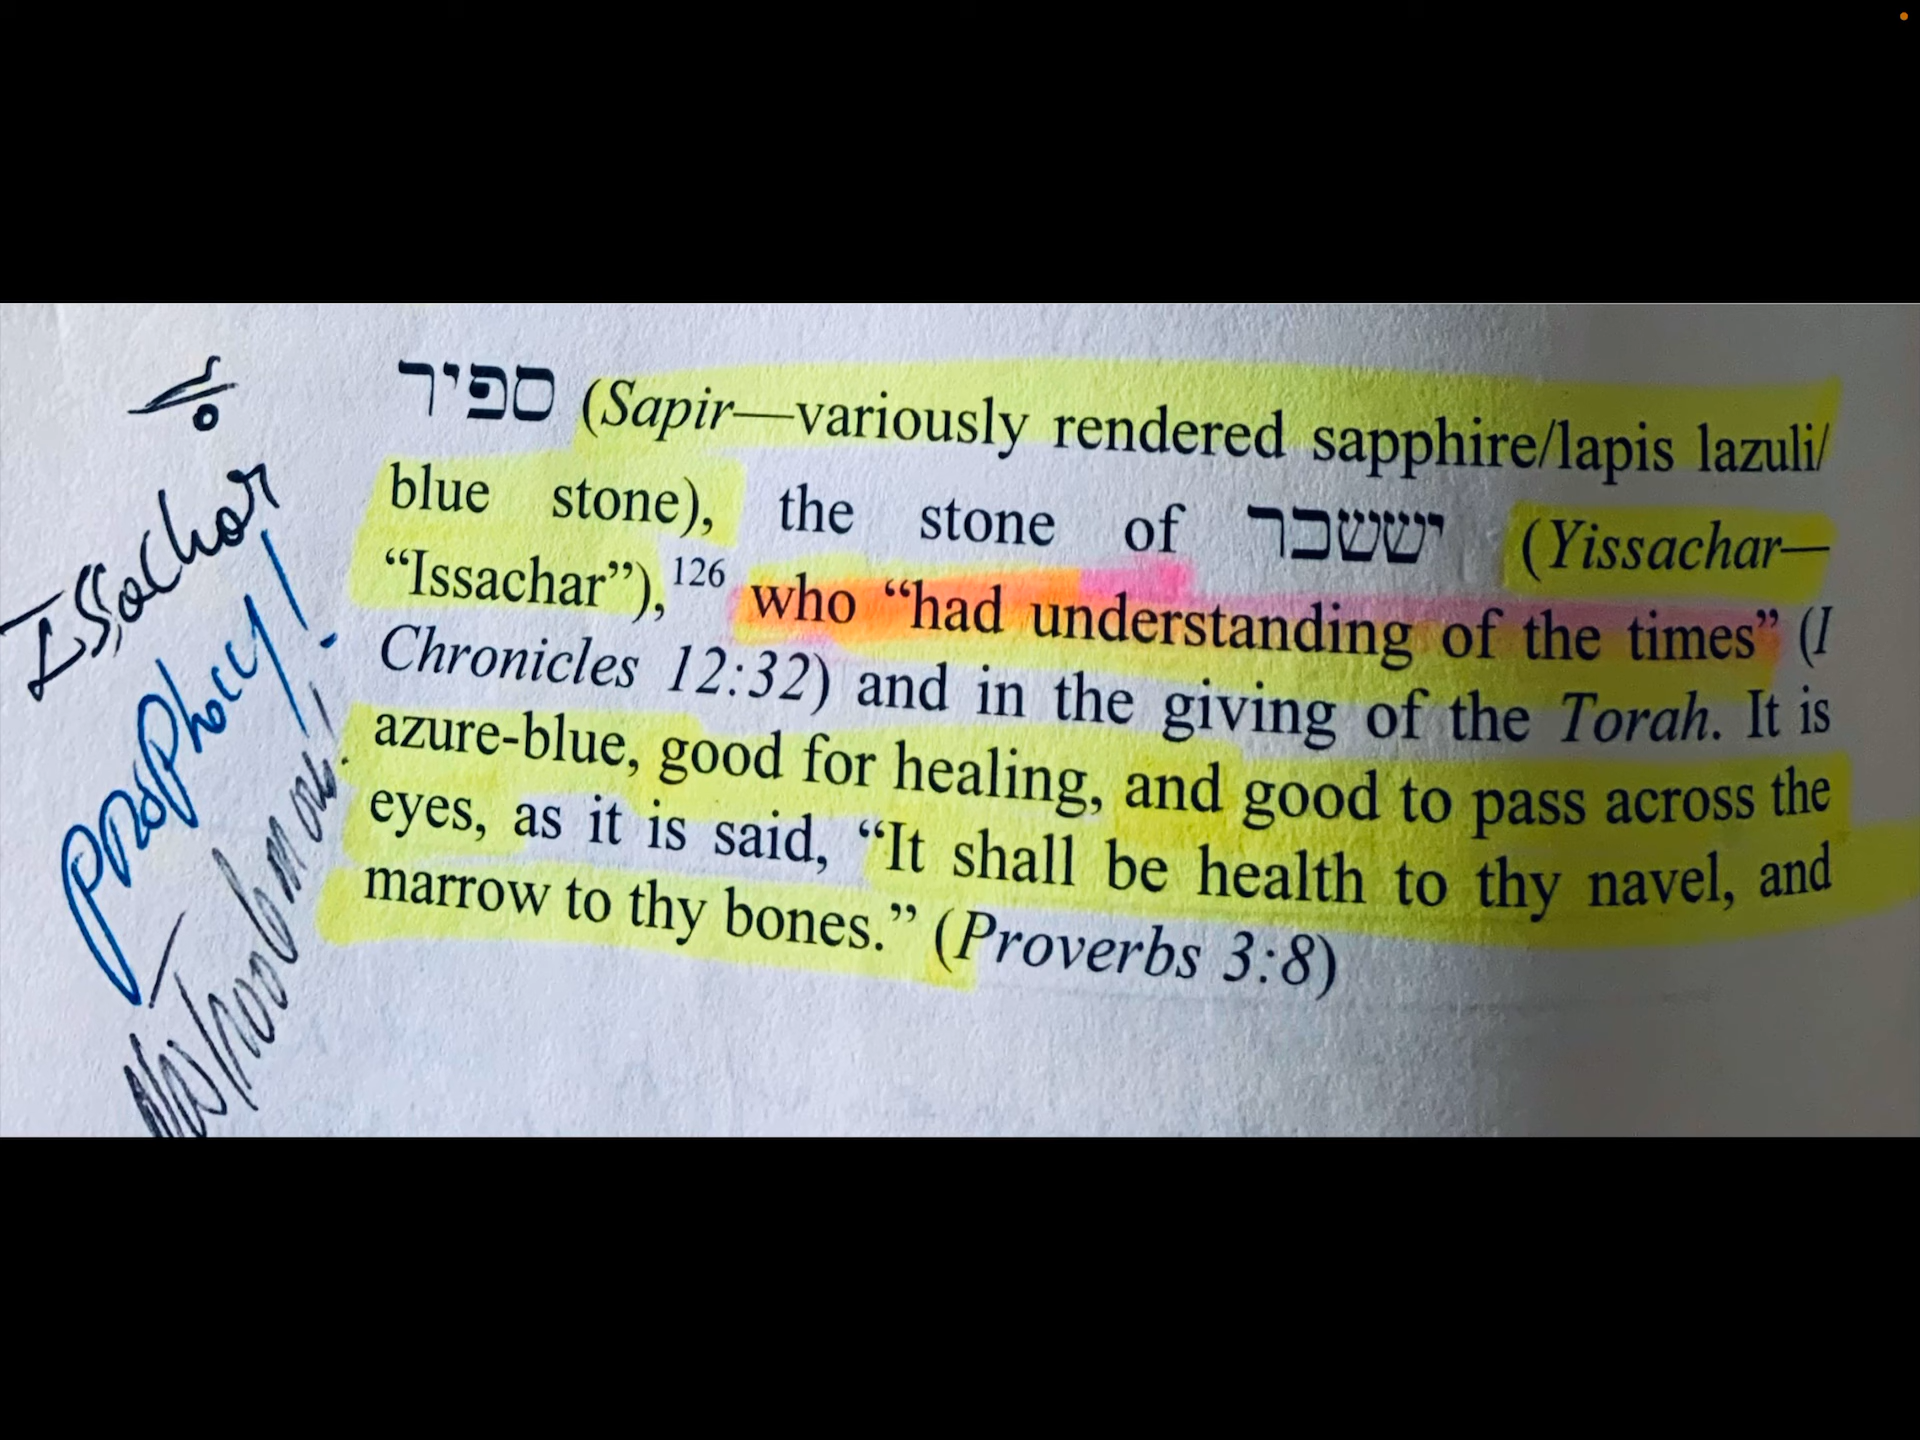 ספיר (Sapir—variously rendered sapphire/lapis lazuli/
blue stone), the stone of יששכר (Yissachar—
“Issachar”),126 who “had understanding of the times” (I
Chronicles 12:32) and in the giving of the Torah. It is
azure-blue, good for healing, and good to pass across the
eyes, as it is said, “It shall be health to thy navel, and
marrow to thy bones.” (Proverbs 3:8)
Issachar
prophecy!